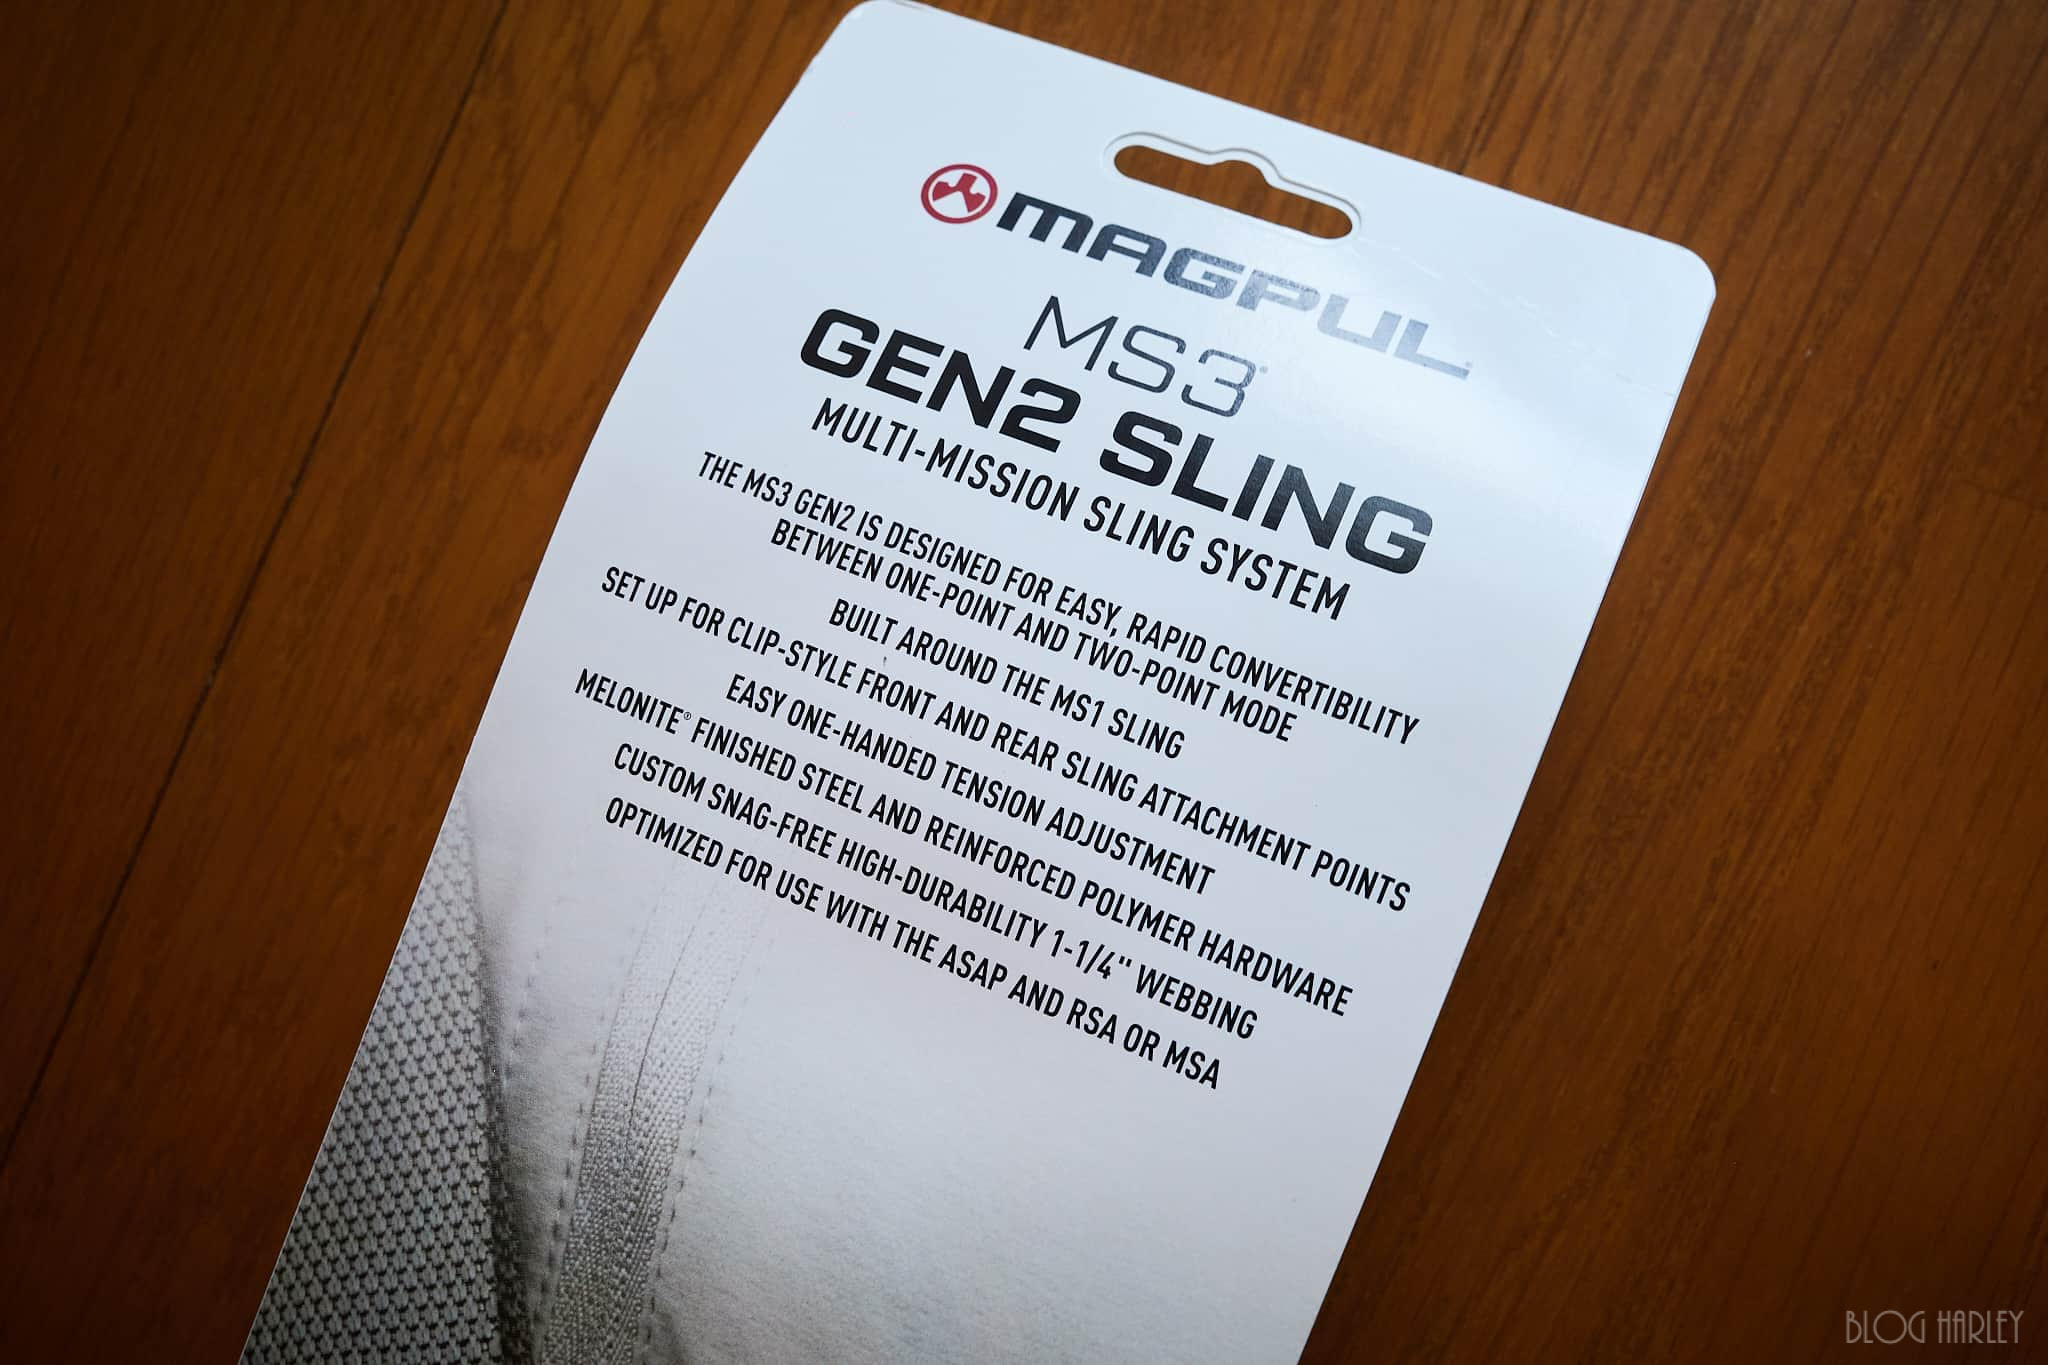 MAGPUL
MS3®
GEN2 SLING
MULTI-MISSION SLING SYSTEM
THE MS3 GEN2 IS DESIGNED FOR EASY, RAPID CONVERTIBILITY
BETWEEN ONE-POINT AND TWO-POINT MODE
BUILT AROUND THE MS1 SLING
SET UP FOR CLIP-STYLE FRONT AND REAR SLING ATTACHMENT POINTS
EASY ONE-HANDED TENSION ADJUSTMENT
MELONITE® FINISHED STEEL AND REINFORCED POLYMER HARDWARE
CUSTOM SNAG-FREE HIGH-DURABILITY 1-1/4" WEBBING
OPTIMIZED FOR USE WITH THE ASAP AND RSA OR MSA
BLOG HARLEY